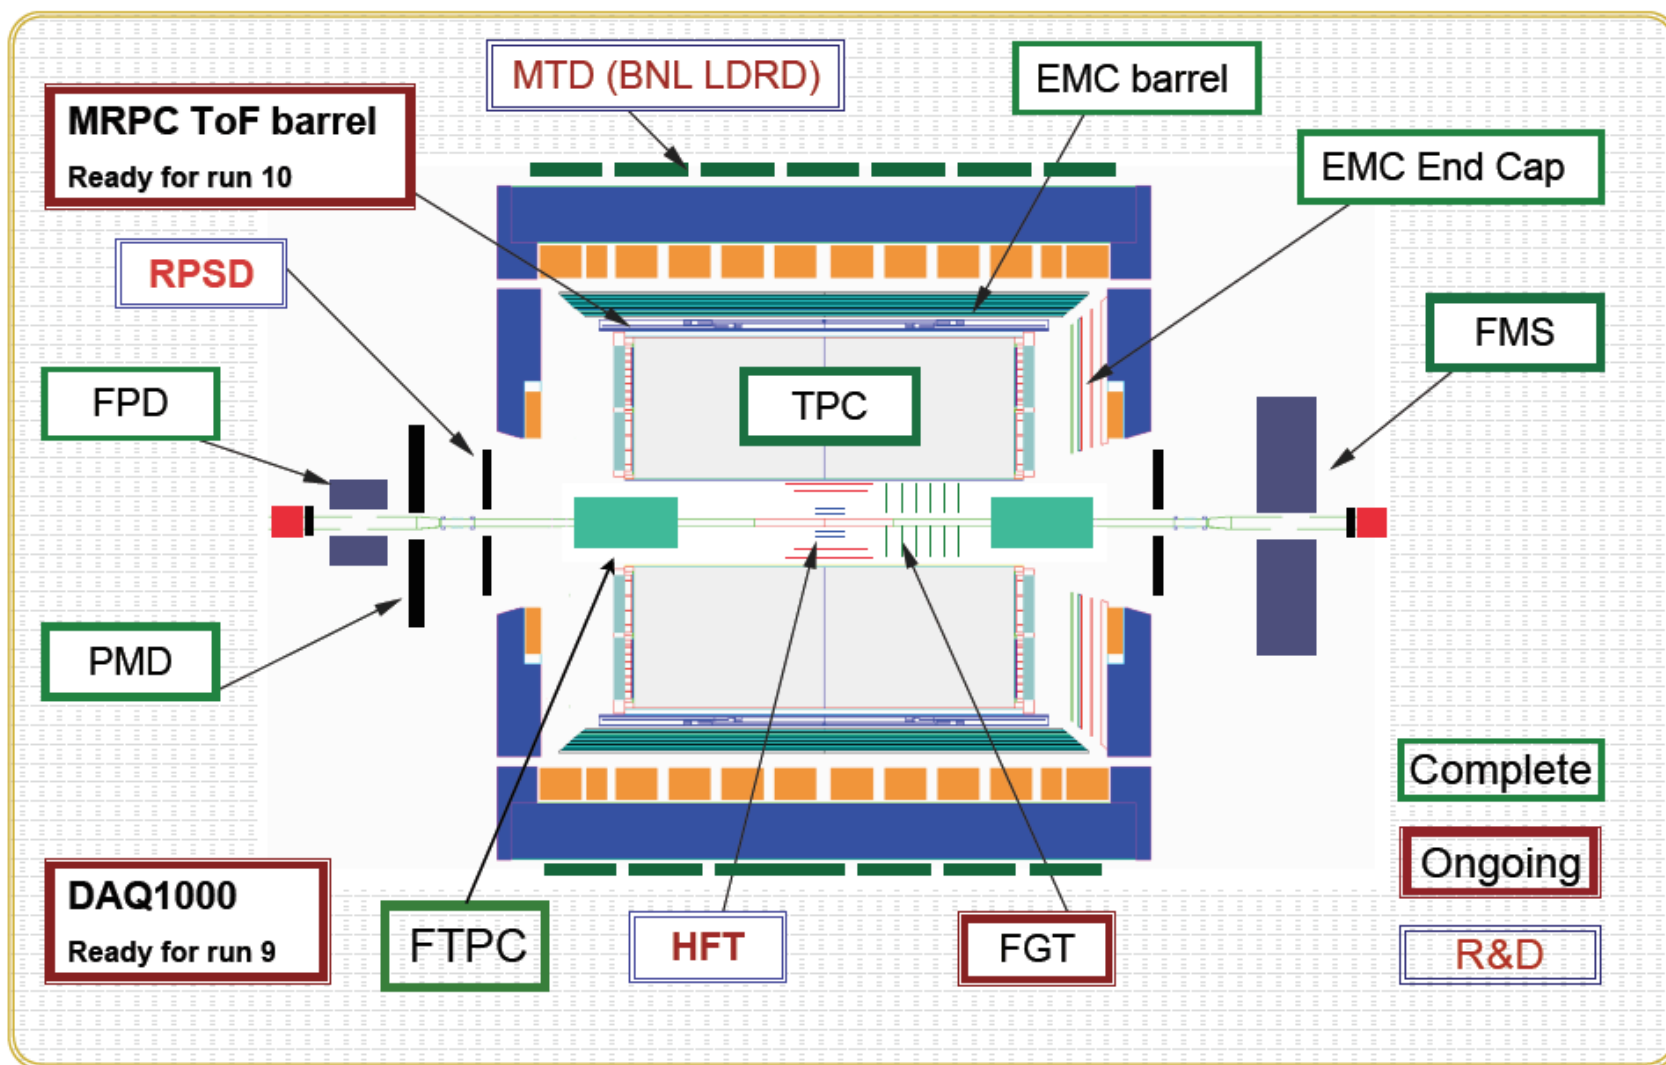 MTD (BNL LDRD)
EMC barrel
MRPC ToF barrel
Ready for run 10
EMC End Cap
RPSD
FMS
FPD
TPC
PMD
Complete
Ongoing
DAQ1000
Ready for run 9
FTPC
HFT
FGT
R&D